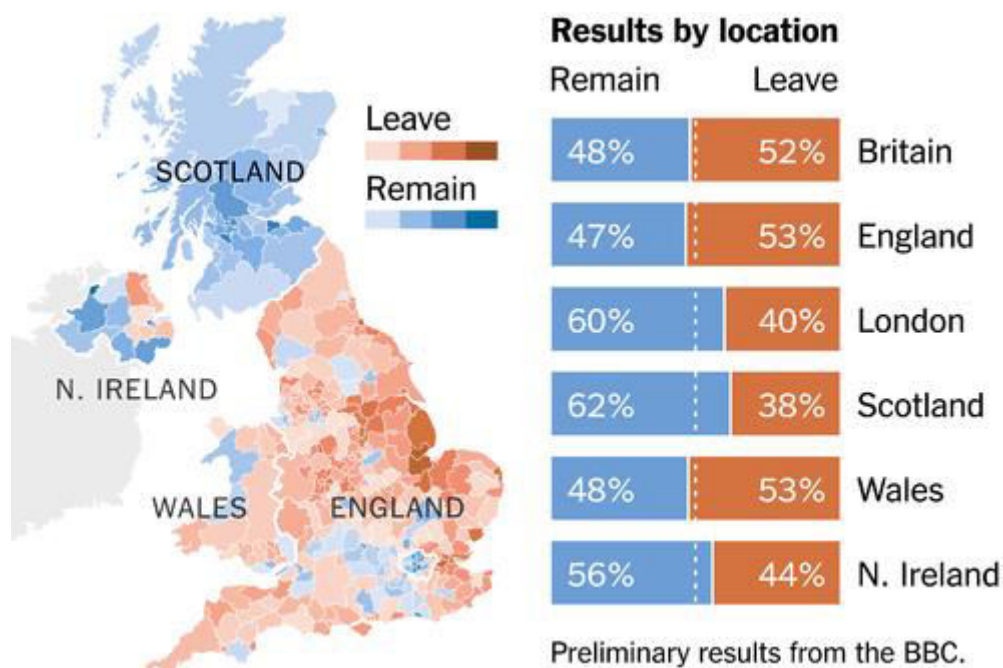 Results by location
Remain Leave
Leave
Remain
SCOTLAND
N. IRELAND
WALES
ENGLAND
48% 52% Britain
47% 53% England
60% 40% London
62% 38% Scotland
48% 53% Wales
56% 44% N. Ireland
Preliminary results from the BBC.